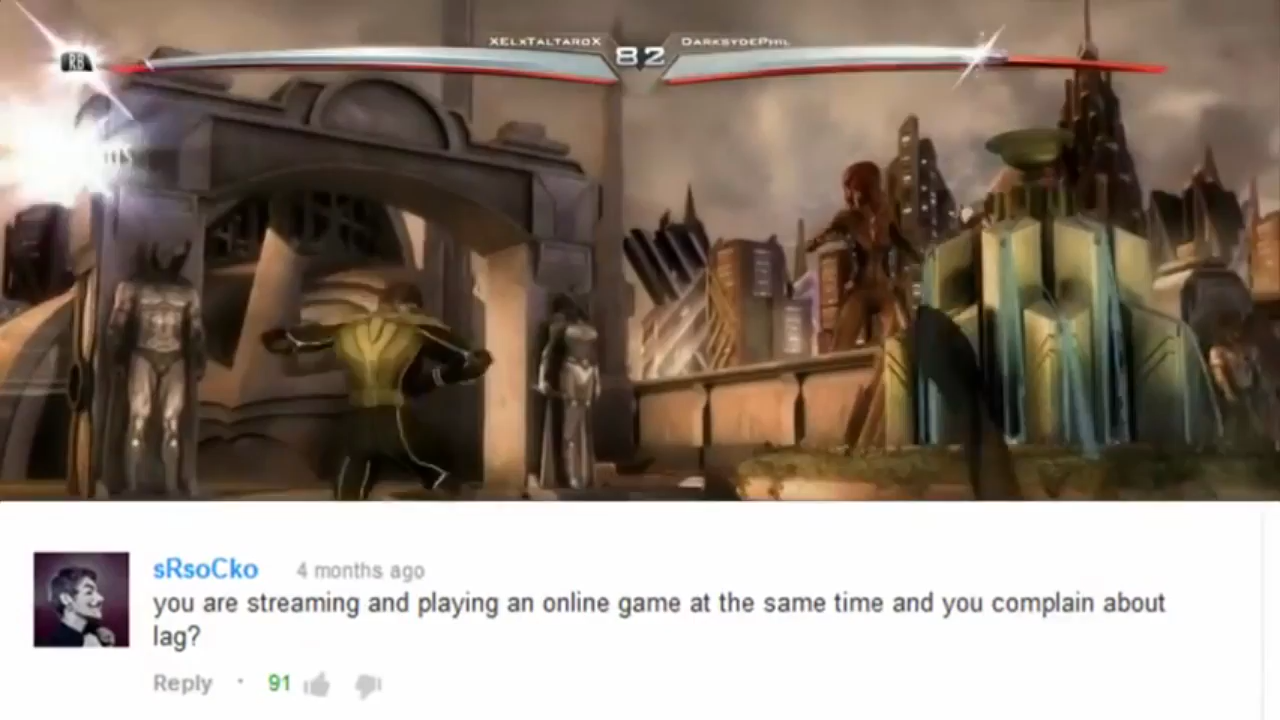 XELxTALTAROX 82 DARKSYDEPHIL
RB
sRsoCko 4 months ago
you are streaming and playing an online game at the same time and you complain about
lag?
Reply · 91